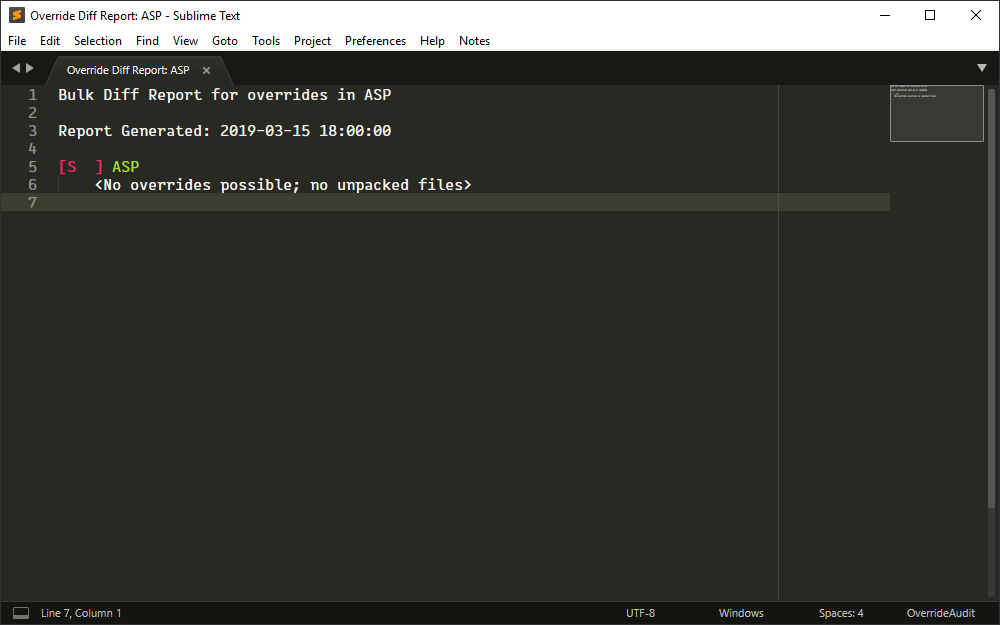 Override Diff Report: ASP - Sublime Text
File Edit Selection Find View Goto Tools Project Preferences Help Notes
Override Diff Report: ASP ×
1 Bulk Diff Report for overrides in ASP
2
3 Report Generated: 2019-03-15 18:00:00
4
5 [S  ] ASP
6     <No overrides possible; no unpacked files>
7
Line 7, Column 1 UTF-8 Windows Spaces: 4 OverrideAudit